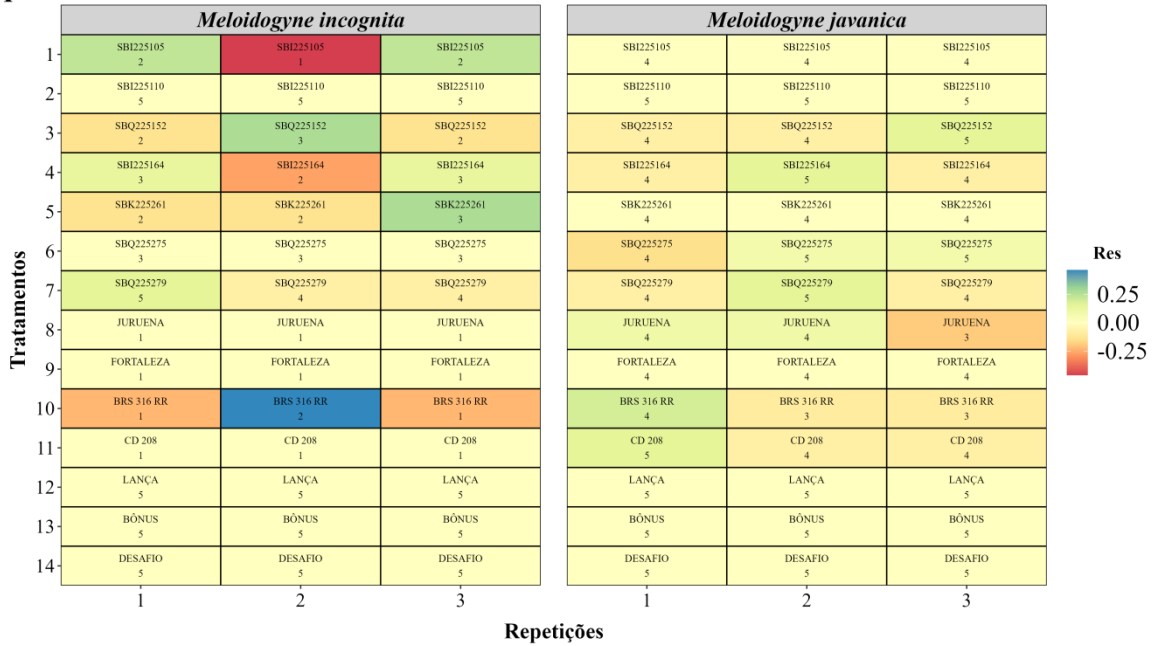 Meloidogyne incognita Meloidogyne javanica
1 SBI225105 SBI225105 SBI225105 SBI225105 SBI225105 SBI225105
2 1 2 4 4 4
2 SBI225110 SBI225110 SBI225110 SBI225110 SBI225110 SBI225110
5 5 5 5 5 5
3 SBQ225152 SBQ225152 SBQ225152 SBQ225152 SBQ225152 SBQ225152
2 3 2 4 4 5
4 SBI225164 SBI225164 SBI225164 SBI225164 SBI225164 SBI225164
3 2 3 4 5 4
5 SBK225261 SBK225261 SBK225261 SBK225261 SBK225261 SBK225261
2 2 3 4 4 4
6 SBQ225275 SBQ225275 SBQ225275 SBQ225275 SBQ225275 SBQ225275
3 3 3 4 5 5
7 SBQ225279 SBQ225279 SBQ225279 SBQ225279 SBQ225279 SBQ225279
5 4 4 4 5 4
8 JURUENA JURUENA JURUENA JURUENA JURUENA JURUENA
1 1 1 4 4 3
9 FORTALEZA FORTALEZA FORTALEZA FORTALEZA FORTALEZA FORTALEZA
1 1 1 4 4 4
10 BRS 316 RR BRS 316 RR BRS 316 RR BRS 316 RR BRS 316 RR BRS 316 RR
1 2 1 4 3 3
11 CD 208 CD 208 CD 208 CD 208 CD 208 CD 208
1 1 1 5 4 4
12 LANÇA LANÇA LANÇA LANÇA LANÇA LANÇA
5 5 5 5 5 5
13 BÔNUS BÔNUS BÔNUS BÔNUS BÔNUS BÔNUS
5 5 5 5 5 5
14 DESAFIO DESAFIO DESAFIO DESAFIO DESAFIO DESAFIO
5 5 5 5 5 5
1 2 3 1 2 3
Repetições
Tratamentos
Res
0.25
0.00
-0.25